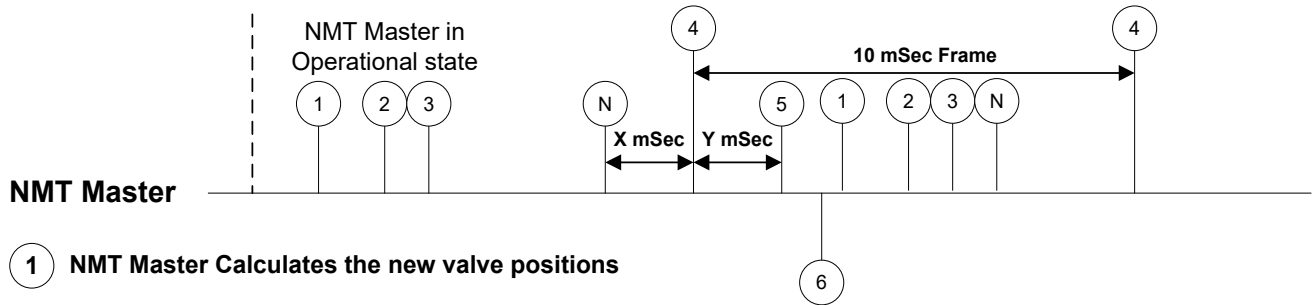 NMT Master in
Operational state
4
4
10 mSec Frame
1
2
3
N
5
1
2
3
N
X mSec
Y mSec
NMT Master
1 NMT Master Calculates the new valve positions
6